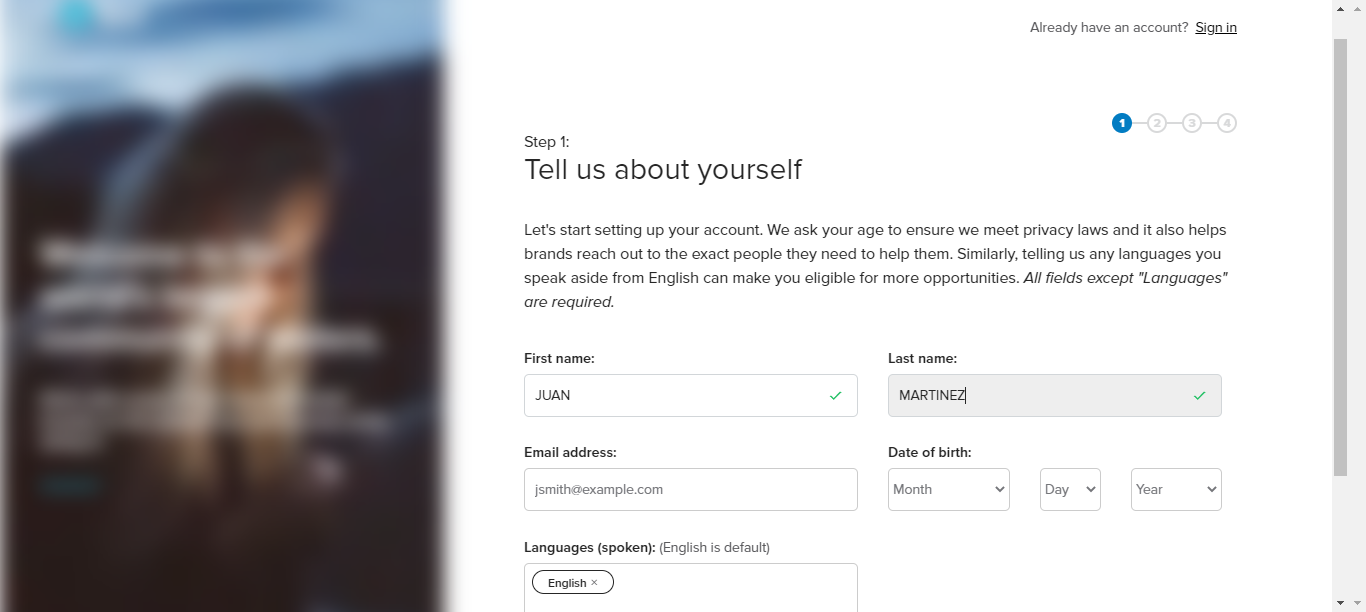 Already have an account? Sign in
1 2 3 4
Step 1:
Tell us about yourself
Let's start setting up your account. We ask your age to ensure we meet privacy laws and it also helps
brands reach out to the exact people they need to help them. Similarly, telling us any languages you
speak aside from English can make you eligible for more opportunities. All fields except "Languages"
are required.
First name: Last name:
JUAN MARTINEZ
Email address: Date of birth:
jsmith@example.com Month Day Year
Languages (spoken): (English is default)
English ×